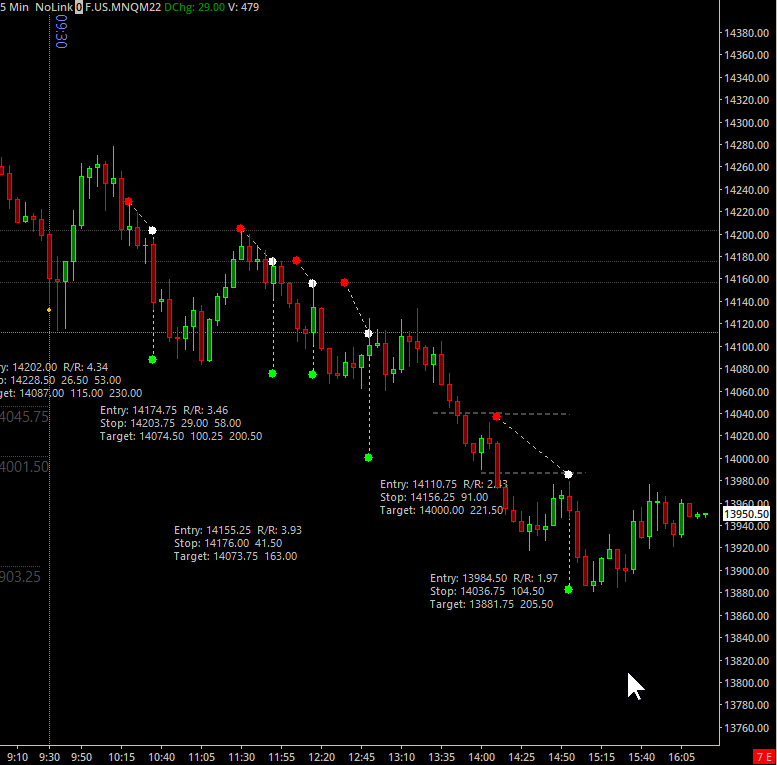 5 Min NoLink 0 F.US.MNQM22 DChg: 29.00 V: 479
09:30
14380.00
14360.00
14340.00
14320.00
14300.00
14280.00
14260.00
14240.00
14220.00
14200.00
14180.00
14160.00
14140.00
14120.00
14100.00
14080.00
14060.00
14040.00
14020.00
14000.00
13980.00
13960.00
13950.50
13940.00
13920.00
13900.00
13880.00
13860.00
13840.00
13820.00
13800.00
13780.00
13760.00
ry: 14202.00 R/R: 4.34
p: 14228.50 26.50 53.00
get: 14087.00 115.00 230.00
4045.75
4001.50
903.25
Entry: 14174.75 R/R: 3.46
Stop: 14203.75 29.00 58.00
Target: 14074.50 100.25 200.50
Entry: 14110.75 R/R: 2.43
Stop: 14156.25 91.00
Target: 14000.00 221.50
Entry: 14155.25 R/R: 3.93
Stop: 14176.00 41.50
Target: 14073.75 163.00
Entry: 13984.50 R/R: 1.97
Stop: 14036.75 104.50
Target: 13881.75 205.50
9:10 9:30 9:50 10:15 10:40 11:05 11:30 11:55 12:20 12:45 13:10 13:35 14:00 14:25 14:50 15:15 15:40 16:05
7 E